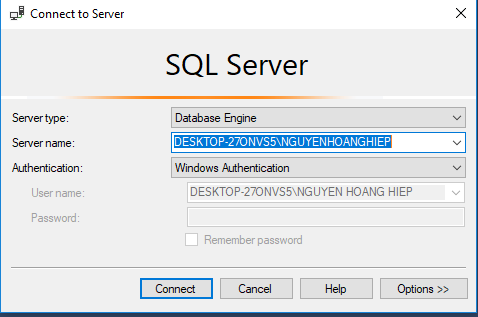 Connect to Server
SQL Server
Server type: Database Engine
Server name: DESKTOP-27ONVS5\NGUYENHOANGHIEP
Authentication: Windows Authentication
User name: DESKTOP-27ONVS5\NGUYEN HOANG HIEP
Password:
Remember password
Connect Cancel Help Options >>